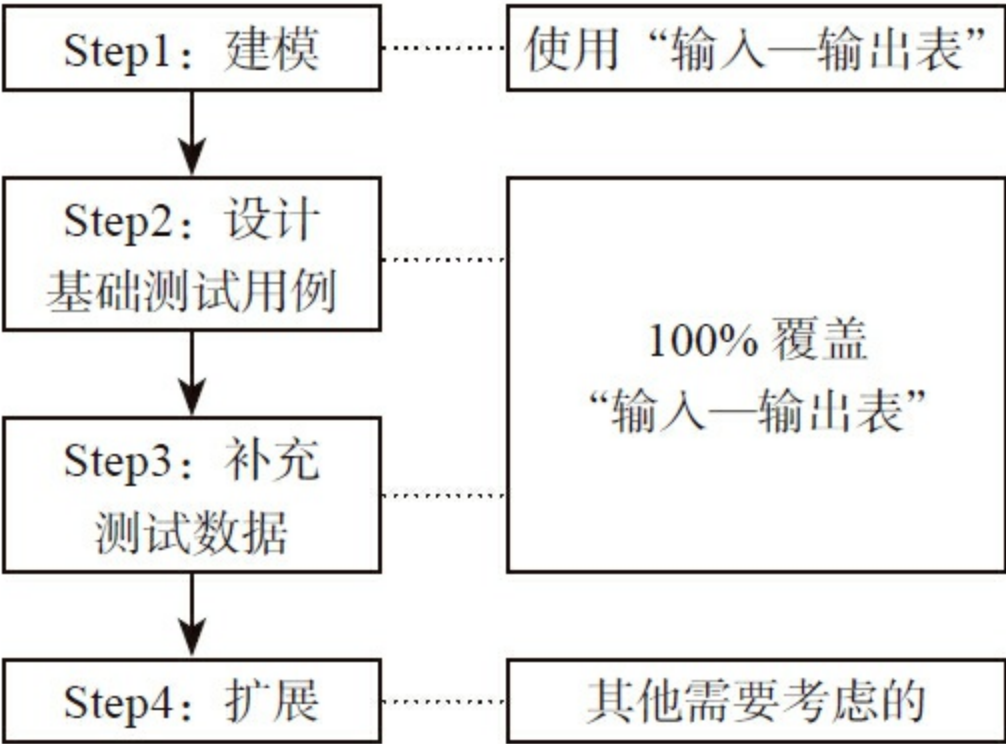 Step1：建模
使用“输入—输出表”
Step2：设计
基础测试用例
100% 覆盖
“输入—输出表”
Step3：补充
测试数据
Step4：扩展
其他需要考虑的